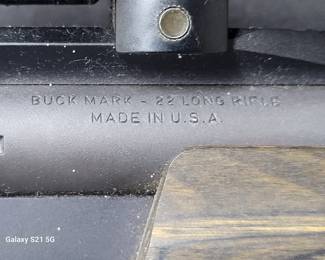 BUCK MARK - 22 LONG RIFLE
MADE IN U.S.A.
Galaxy S21 5G